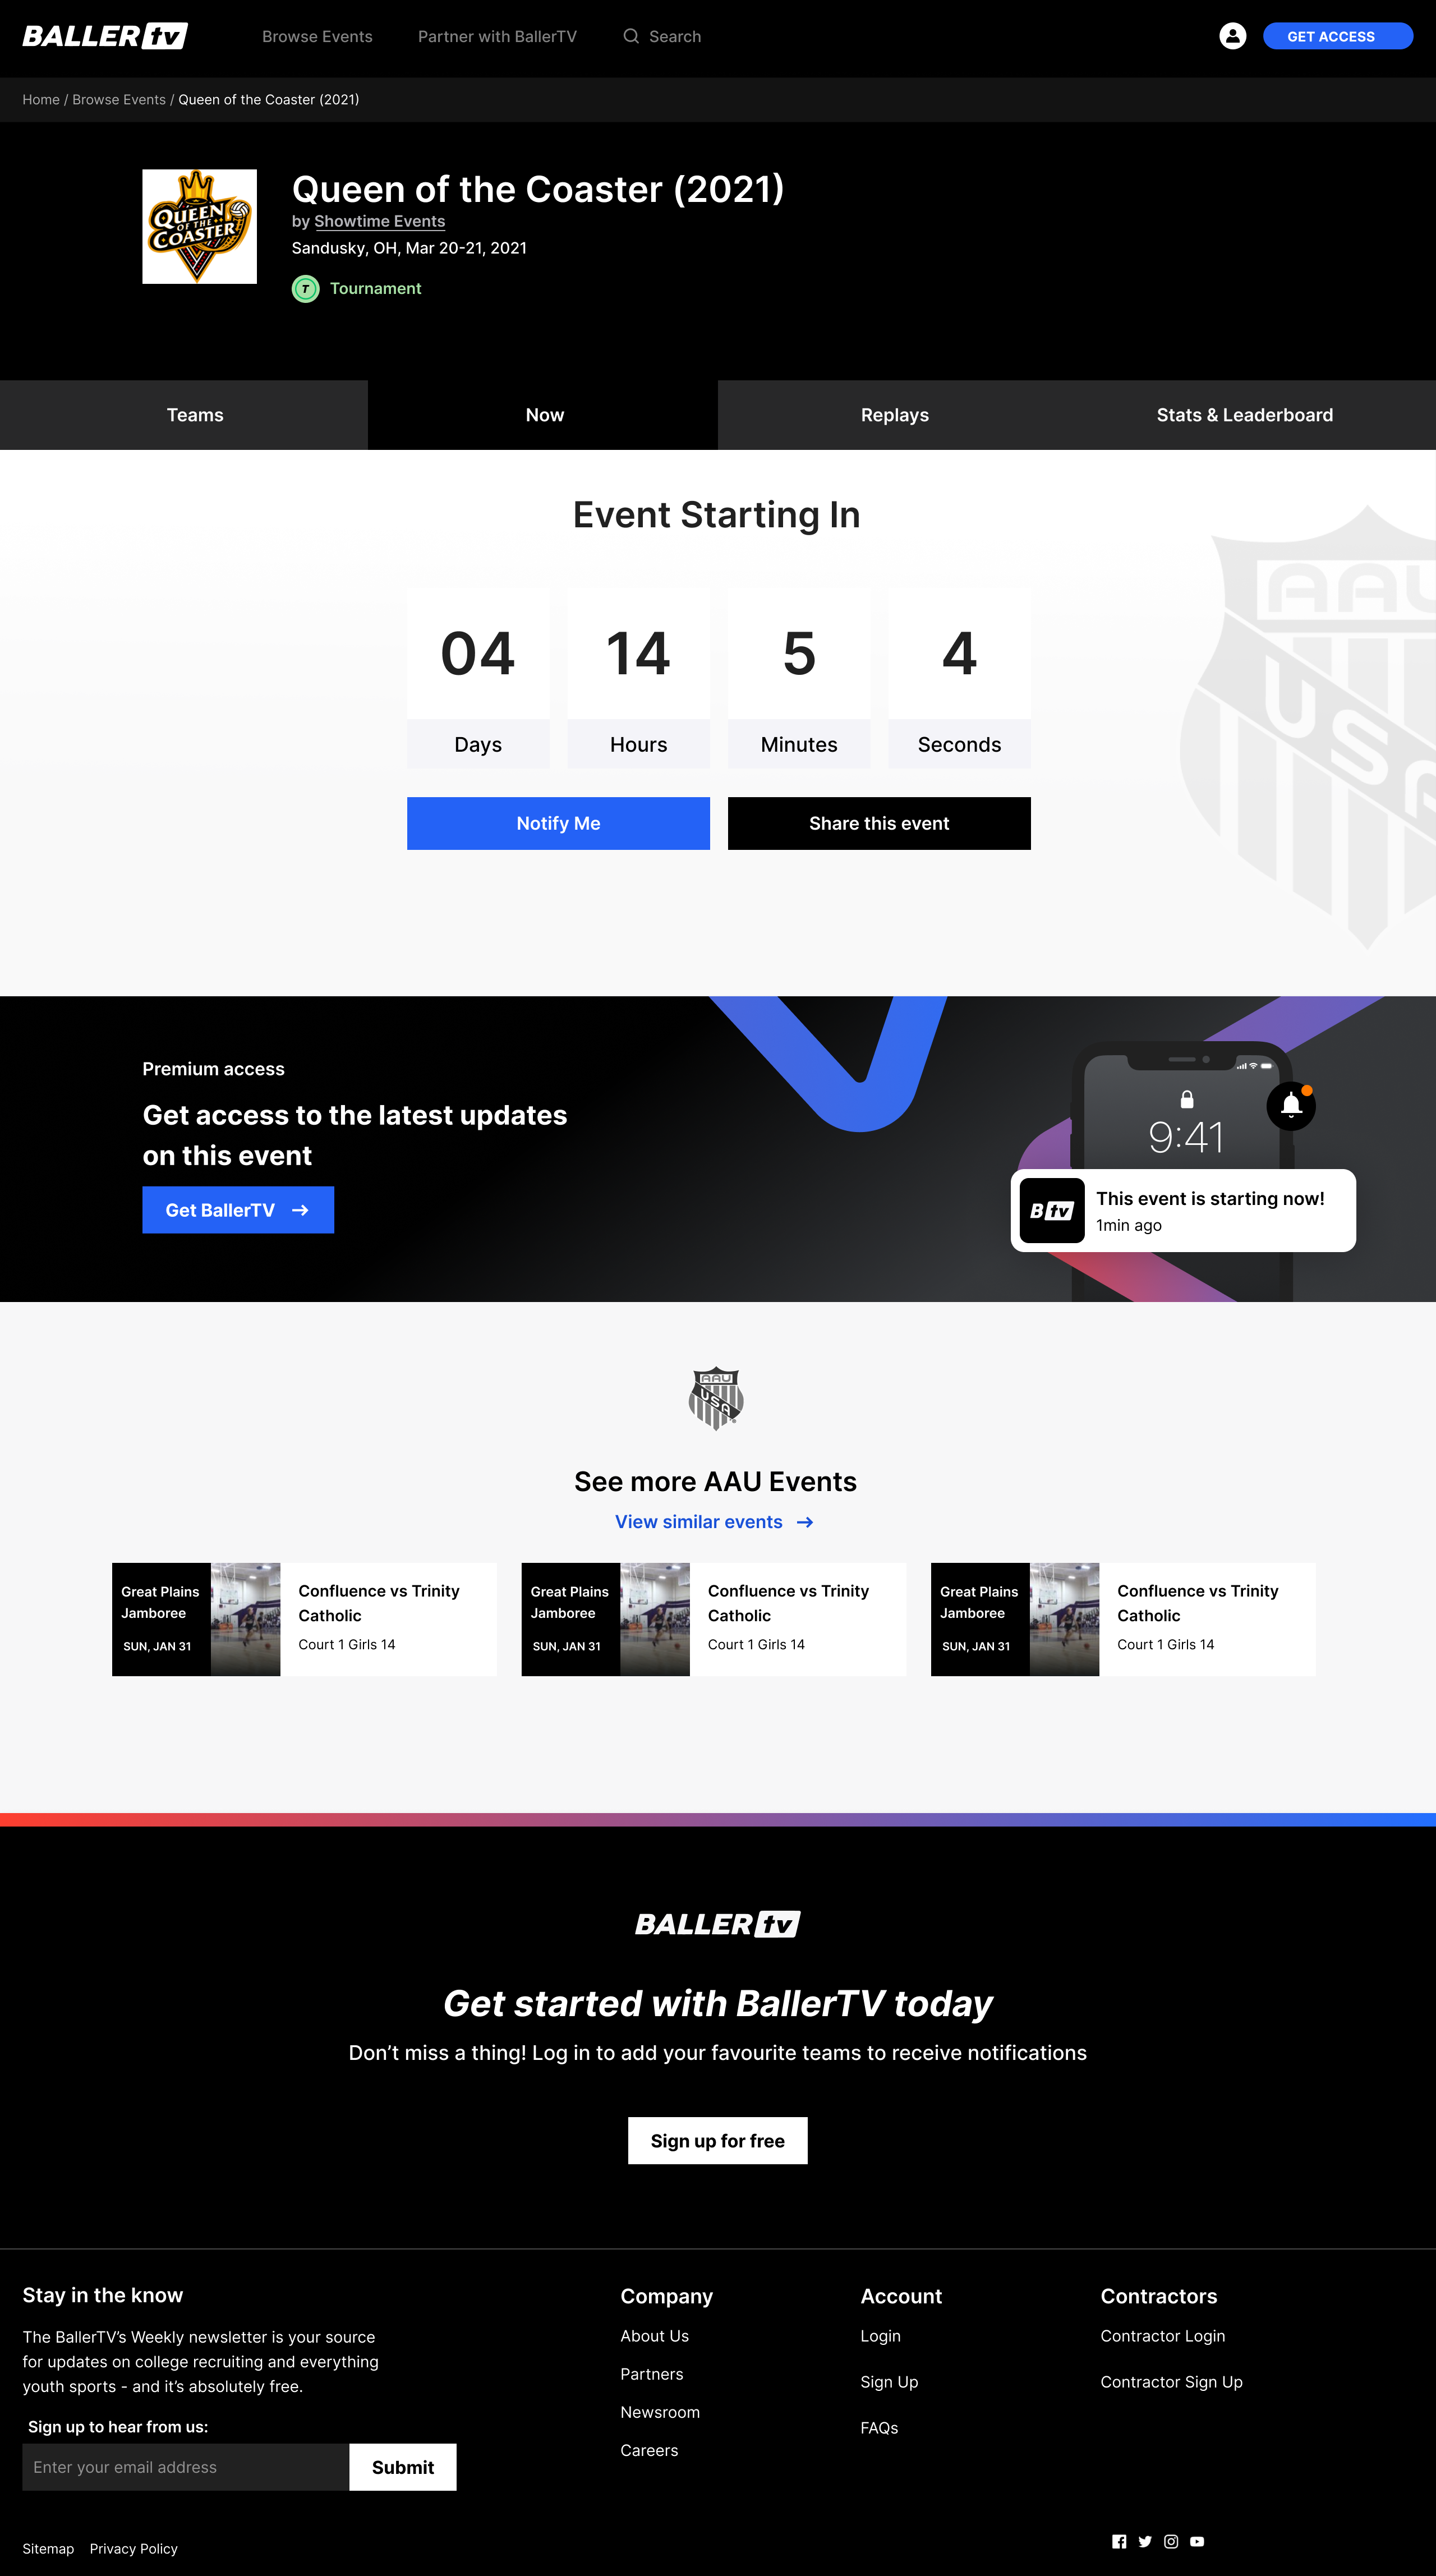 BALLER tv
Browse Events
Partner with BallerTV
Search
GET ACCESS
Home / Browse Events / Queen of the Coaster (2021)
QUEEN
OF THE
COASTER
Queen of the Coaster (2021)
by Showtime Events
Sandusky, OH, Mar 20-21, 2021
T
Tournament
Teams
Now
Replays
Stats & Leaderboard
Event Starting In
AAU
USA
04
14
5
4
Days
Hours
Minutes
Seconds
Notify Me
Share this event
Premium access
Get access to the latest updates
on this event
Get BallerTV
9:41
B tv
This event is starting now!
1min ago
AAU
USA
See more AAU Events
View similar events
Great Plains
Jamboree
SUN, JAN 31
Confluence vs Trinity
Catholic
Court 1 Girls 14
Great Plains
Jamboree
SUN, JAN 31
Confluence vs Trinity
Catholic
Court 1 Girls 14
Great Plains
Jamboree
SUN, JAN 31
Confluence vs Trinity
Catholic
Court 1 Girls 14
BALLER tv
Get started with BallerTV today
Don’t miss a thing! Log in to add your favourite teams to receive notifications
Sign up for free
Stay in the know
The BallerTV’s Weekly newsletter is your source
for updates on college recruiting and everything
youth sports - and it’s absolutely free.
Sign up to hear from us:
Enter your email address
Submit
Company
About Us
Partners
Newsroom
Careers
Account
Login
Sign Up
FAQs
Contractors
Contractor Login
Contractor Sign Up
Sitemap
Privacy Policy